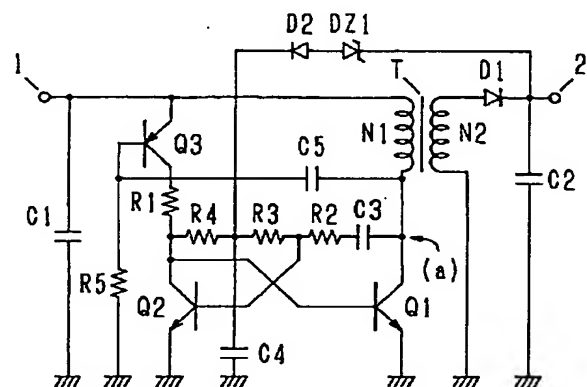 D2 DZ1
1 T D1 2
Q3 N1 N2
C5
R1 C2
C1 R4 R3 R2 C3
R5 (a)
Q2 Q1
C4